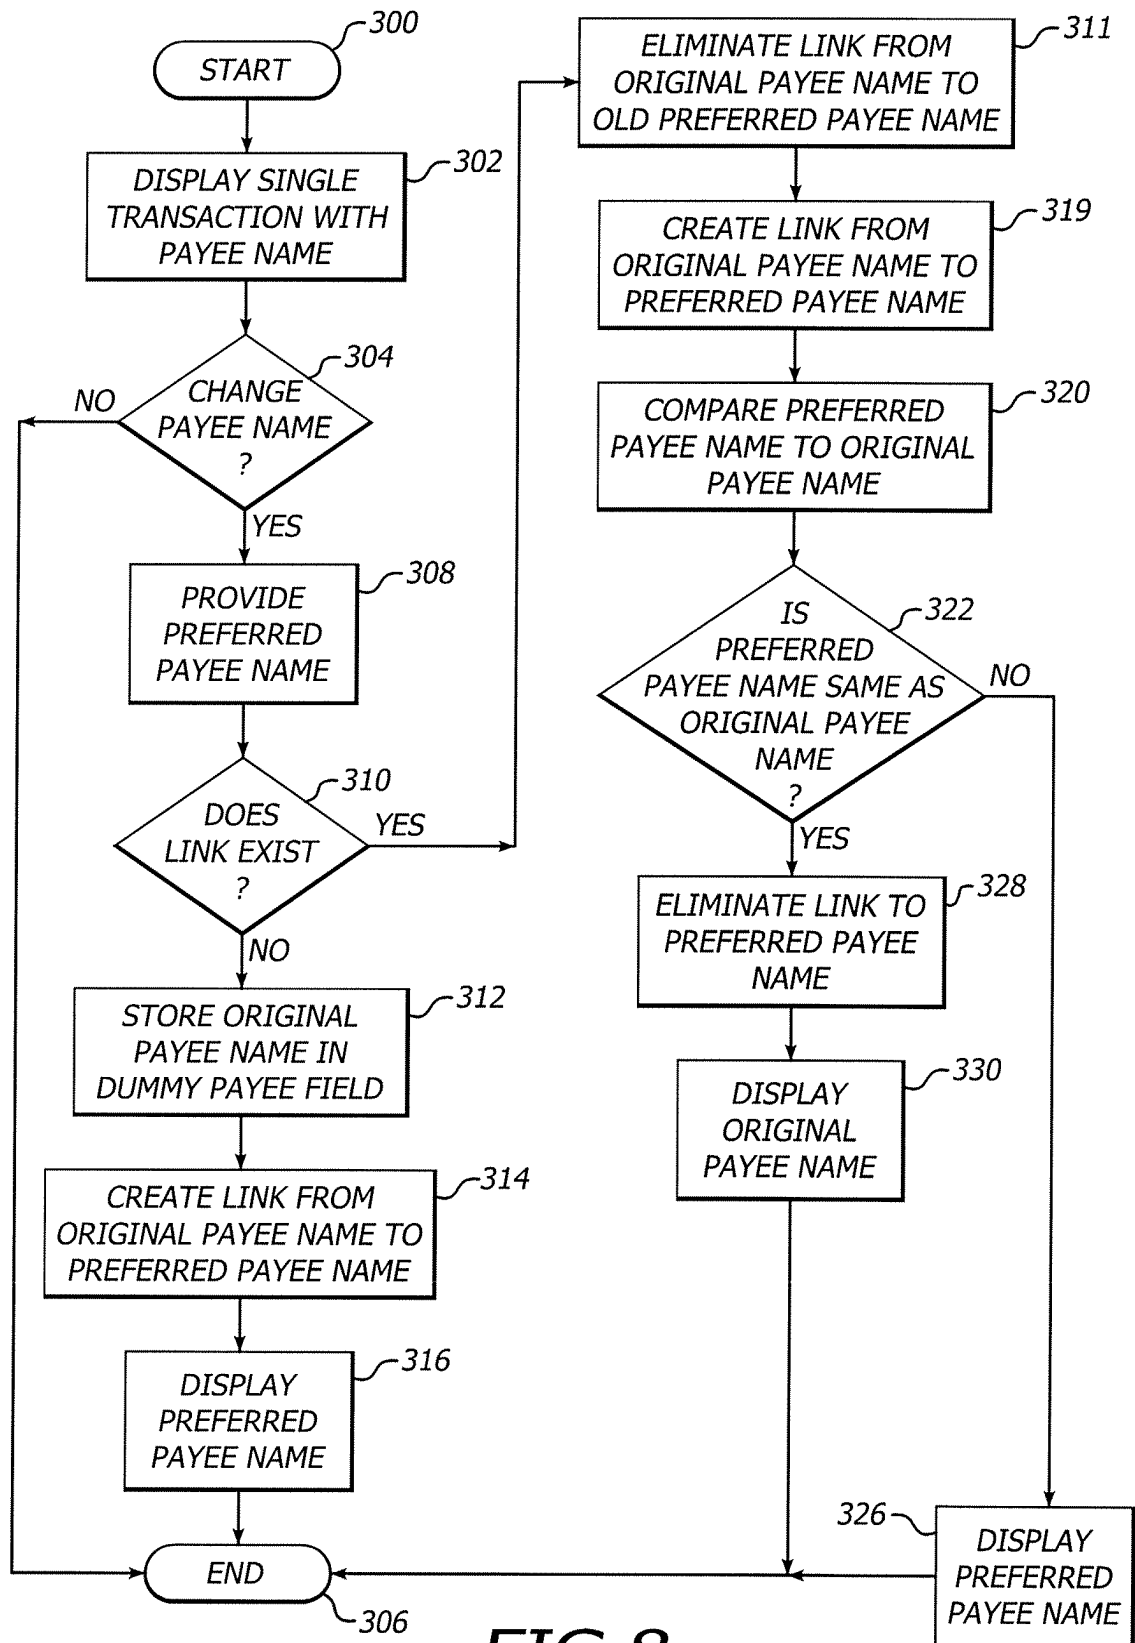 300
START
302
DISPLAY SINGLE
TRANSACTION WITH
PAYEE NAME
304
CHANGE
PAYEE NAME
?
NO
YES
308
PROVIDE
PREFERRED
PAYEE NAME
310
DOES
LINK EXIST
?
YES
NO
312
STORE ORIGINAL
PAYEE NAME IN
DUMMY PAYEE FIELD
314
CREATE LINK FROM
ORIGINAL PAYEE NAME TO
PREFERRED PAYEE NAME
316
DISPLAY
PREFERRED
PAYEE NAME
END
306
311
ELIMINATE LINK FROM
ORIGINAL PAYEE NAME TO
OLD PREFERRED PAYEE NAME
319
CREATE LINK FROM
ORIGINAL PAYEE NAME TO
PREFERRED PAYEE NAME
320
COMPARE PREFERRED
PAYEE NAME TO ORIGINAL
PAYEE NAME
322
IS
PREFERRED
PAYEE NAME SAME AS
ORIGINAL PAYEE
NAME
?
NO
YES
328
ELIMINATE LINK TO
PREFERRED PAYEE
NAME
330
DISPLAY
ORIGINAL
PAYEE NAME
326
DISPLAY
PREFERRED
PAYEE NAME
FIG 8